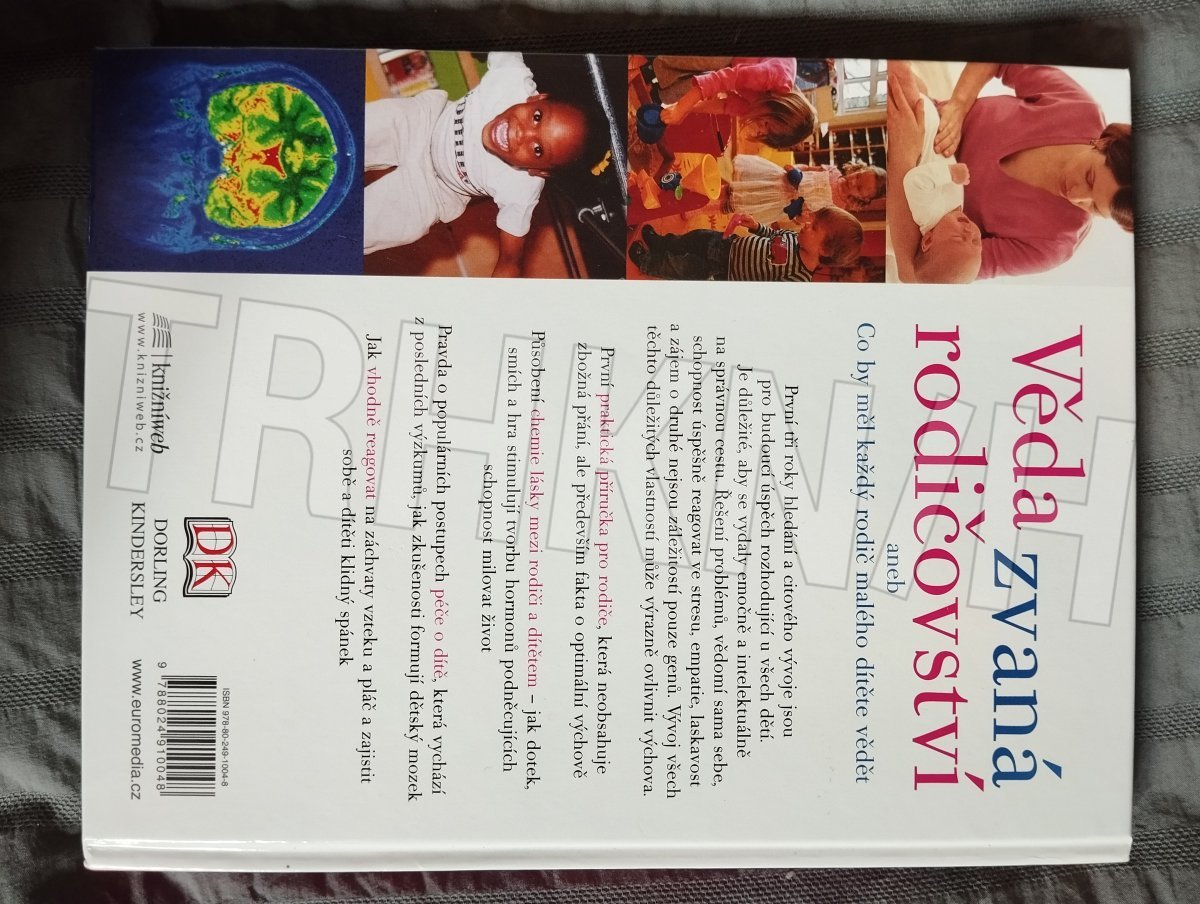 Věda zvaná
rodičovství
aneb
Co by měl každý rodič malého dítěte vědět
První tři roky hledání a citového vývoje jsou
pro budoucí úspěch rozhodující u všech dětí.
Je důležité, aby se vydaly emočně a intelektuálně
na správnou cestu. Řešení problémů, vědomí sama sebe,
schopnost úspěšně reagovat ve stresu, empatie, laskavost
a zájem o druhé nejsou záležitostí pouze genů. Vývoj všech
těchto důležitých vlastností může výrazně ovlivnit výchova.
První praktická příručka pro rodiče, která neobsahuje
zbožná přání, ale především fakta o optimální výchově
Působení chemie lásky mezi rodiči a dítětem – jak dotek,
smích a hra stimulují tvorbu hormonů podněcujících
schopnost milovat život
Pravda o populárních postupech péče o dítě, která vychází
z posledních výzkumů, jak zkušenosti formují dětský mozek
Jak vhodně reagovat na záchvaty vzteku a pláč a zajistit
sobě a dítěti klidný spánek
knižníweb
www.knizniweb.cz
DK
DORLING
KINDERSLEY
ISBN 978-80-249-1004-8
9 788024 910048
www.euromedia.cz
TRHKNIH